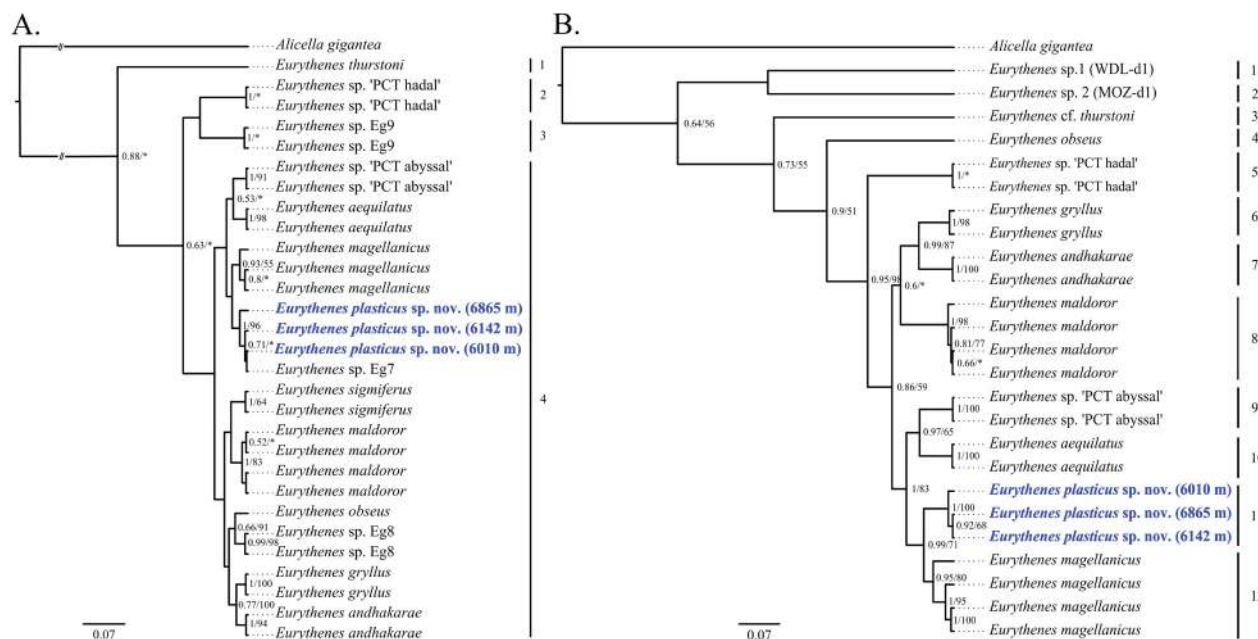 A.
Alicella gigantea
Eurythenes thurstoni
1
Eurythenes sp. 'PCT hadal'
1/*
2
Eurythenes sp. 'PCT hadal'
Eurythenes sp. Eg9
1/*
3
Eurythenes sp. Eg9
0.88/*
Eurythenes sp. 'PCT abyssal'
1/91
Eurythenes sp. 'PCT abyssal'
0.53/*
Eurythenes aequilatus
1/98
Eurythenes aequilatus
0.63/*
Eurythenes magellanicus
0.93/55
Eurythenes magellanicus
0.8/*
Eurythenes magellanicus
Eurythenes plasticus sp. nov. (6865 m)
1/96
Eurythenes plasticus sp. nov. (6142 m)
0.71/*
Eurythenes plasticus sp. nov. (6010 m)
Eurythenes sp. Eg7
Eurythenes sigmiferus
1/64
4
Eurythenes sigmiferus
Eurythenes maldoror
0.52/*
Eurythenes maldoror
1/83
Eurythenes maldoror
Eurythenes maldoror
Eurythenes obseus
0.66/91
Eurythenes sp. Eg8
0.99/98
Eurythenes sp. Eg8
Eurythenes gryllus
1/100
Eurythenes gryllus
0.77/100
Eurythenes andhakarae
1/94
Eurythenes andhakarae
0.07
B.
Alicella gigantea
Eurythenes sp.1 (WDL-d1)
1
Eurythenes sp. 2 (MOZ-d1)
2
0.64/56
Eurythenes cf. thurstoni
3
Eurythenes obseus
4
0.73/55
Eurythenes sp. 'PCT hadal'
1/*
5
Eurythenes sp. 'PCT hadal'
0.9/51
Eurythenes gryllus
1/98
6
Eurythenes gryllus
0.99/87
Eurythenes andhakarae
1/100
7
Eurythenes andhakarae
0.95/98
0.6/*
Eurythenes maldoror
1/98
Eurythenes maldoror
0.81/77
8
Eurythenes maldoror
0.66/*
Eurythenes maldoror
0.86/59
Eurythenes sp. 'PCT abyssal'
1/100
9
Eurythenes sp. 'PCT abyssal'
0.97/65
Eurythenes aequilatus
1/100
Eurythenes aequilatus
1/83
Eurythenes plasticus sp. nov. (6010 m)
1/100
Eurythenes plasticus sp. nov. (6865 m)
0.92/68
Eurythenes plasticus sp. nov. (6142 m)
0.99/71
Eurythenes magellanicus
0.95/80
Eurythenes magellanicus
1/95
Eurythenes magellanicus
1/100
Eurythenes magellanicus
0.07